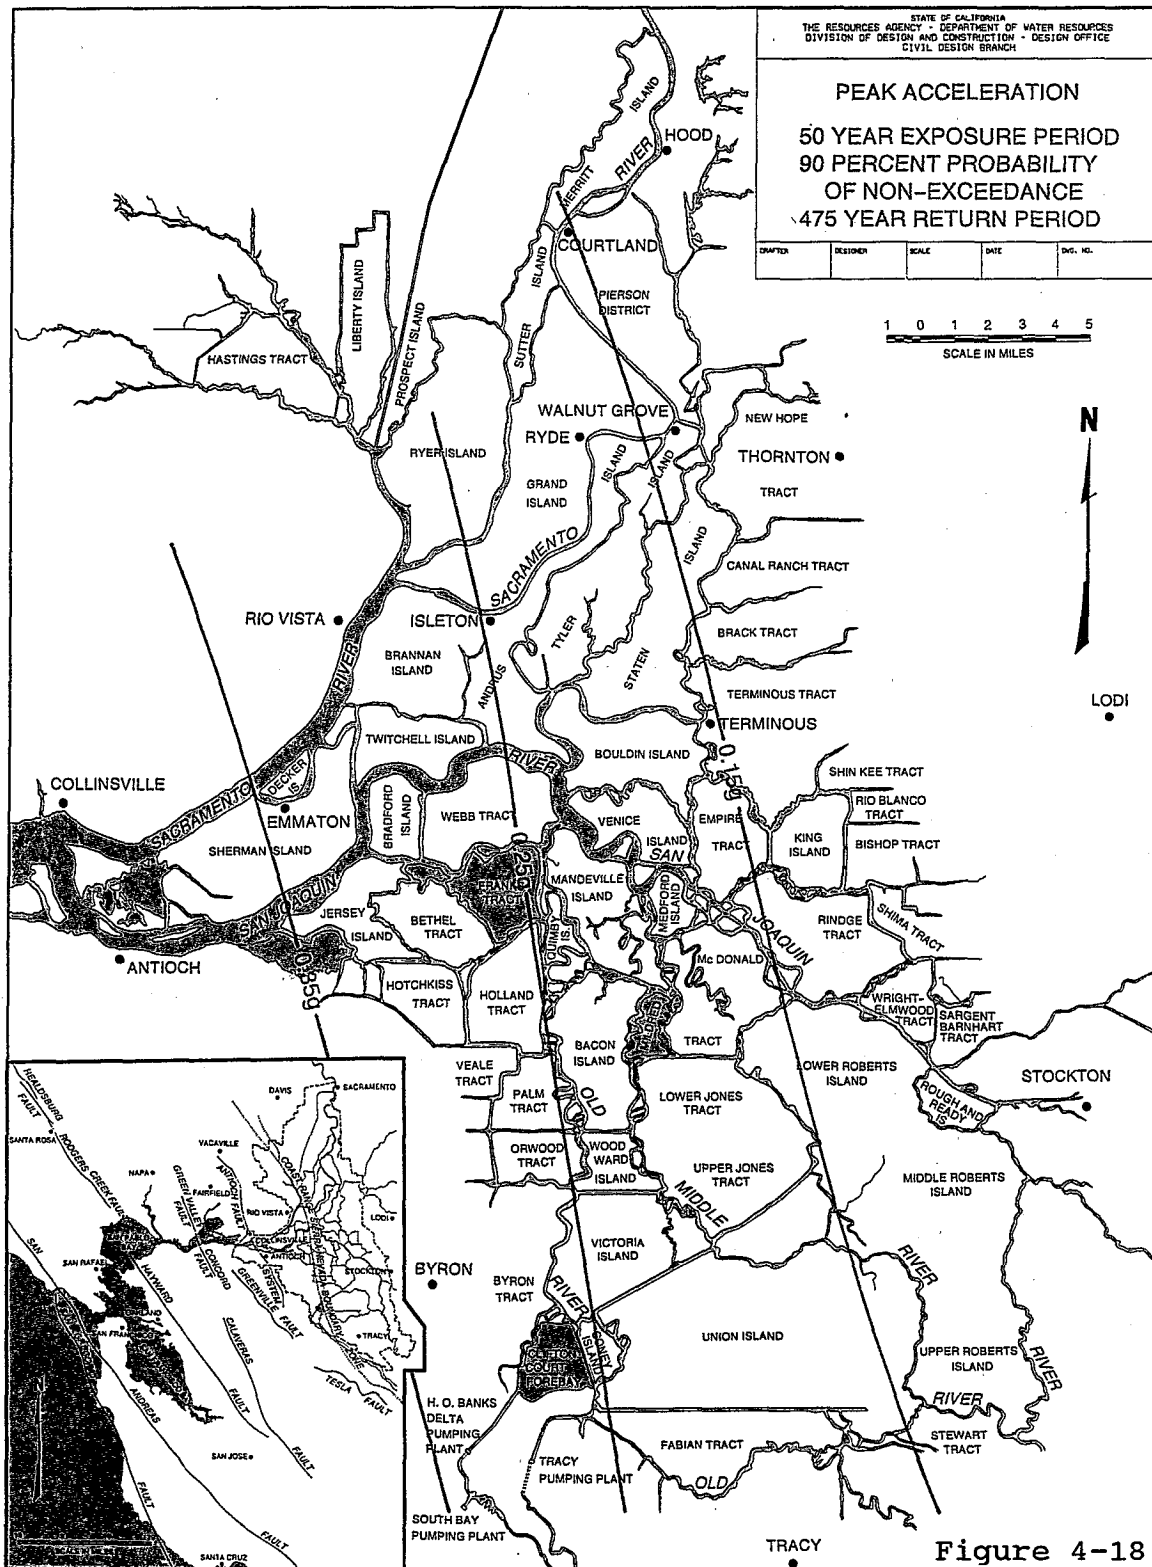 STATE OF CALIFORNIA
THE RESOURCES AGENCY - DEPARTMENT OF WATER RESOURCES
DIVISION OF DESIGN AND CONSTRUCTION - DESIGN OFFICE
CIVIL DESIGN BRANCH
PEAK ACCELERATION
50 YEAR EXPOSURE PERIOD
90 PERCENT PROBABILITY
OF NON-EXCEEDANCE
475 YEAR RETURN PERIOD
DRAFTER
DESIGNER
SCALE
DATE
DWG. NO.
1 0 1 2 3 4 5
SCALE IN MILES
N
HOOD
MERRITT
ISLAND
RIVER
COURTLAND
PIERSON
DISTRICT
SUTTER
ISLAND
LIBERTY ISLAND
PROSPECT ISLAND
HASTINGS TRACT
RYER ISLAND
WALNUT GROVE
RYDE
GRAND
ISLAND
ISLAND
ISLAND
NEW HOPE
THORNTON
TRACT
SACRAMENTO
ISLAND
CANAL RANCH TRACT
RIO VISTA
ISLETON
TYLER
STATEN
BRACK TRACT
BRANNAN
ISLAND
ANDRUS
RIVER
TERMINOUS TRACT
TERMINOUS
LODI
TWITCHELL ISLAND
RIVER
BOULDIN ISLAND
0.15g
SHIN KEE TRACT
COLLINSVILLE
DECKER
IS.
RIO BLANCO
TRACT
SACRAMENTO
EMMATON
BRADFORD
ISLAND
WEBB TRACT
VENICE
ISLAND
EMPIRE
TRACT
KING
ISLAND
BISHOP TRACT
SHERMAN ISLAND
SAN
0.25g
FRANKS
TRACT
MANDEVILLE
ISLAND
MEDFORD
ISLAND
SAN JOAQUIN
JERSEY
ISLAND
BETHEL
TRACT
QUIMBY
IS.
JOAQUIN
RINDGE
TRACT
SHIMA TRACT
ANTIOCH
0.35g
Mc DONALD
TRACT
HOTCHKISS
TRACT
HOLLAND
TRACT
WRIGHT-
ELMWOOD
TRACT
SARGENT
BARNHART
TRACT
BACON
ISLAND
VEALE
TRACT
LOWER ROBERTS
ISLAND
STOCKTON
PALM
TRACT
OLD
LOWER JONES
TRACT
ROUGH AND
READY
IS.
ORWOOD
TRACT
WOOD
WARD
ISLAND
UPPER JONES
TRACT
MIDDLE ROBERTS
ISLAND
MIDDLE
VICTORIA
ISLAND
RIVER
BYRON
BYRON
TRACT
RIVER
CONEY
ISLAND
UNION ISLAND
CLIFTON
COURT
FOREBAY
UPPER ROBERTS
ISLAND
RIVER
RIVER
H. O. BANKS
DELTA
PUMPING
PLANT
FABIAN TRACT
STEWART
TRACT
TRACY
PUMPING PLANT
OLD
SOUTH BAY
PUMPING PLANT
TRACY
HEALDSBURG
FAULT
DAVIS
SACRAMENTO
SANTA ROSA
RODGERS CREEK FAULT
VACAVILLE
NAPA
GREEN VALLEY
FAULT
FAIRFIELD
ANTIOCH FAULT
RIO VISTA
LODI
COLLINSVILLE
SAN
SAN RAFAEL
CONCORD
FAULT
ANTIOCH
SYSTEM
GREENVILLE
FAULT
STOCKTON
HAYWARD
FAULT
CALAVERAS
FAULT
TRACY
TESLA
FAULT
ANDREAS
FAULT
SAN JOSE
FAULT
SANTA CRUZ
Figure 4-18